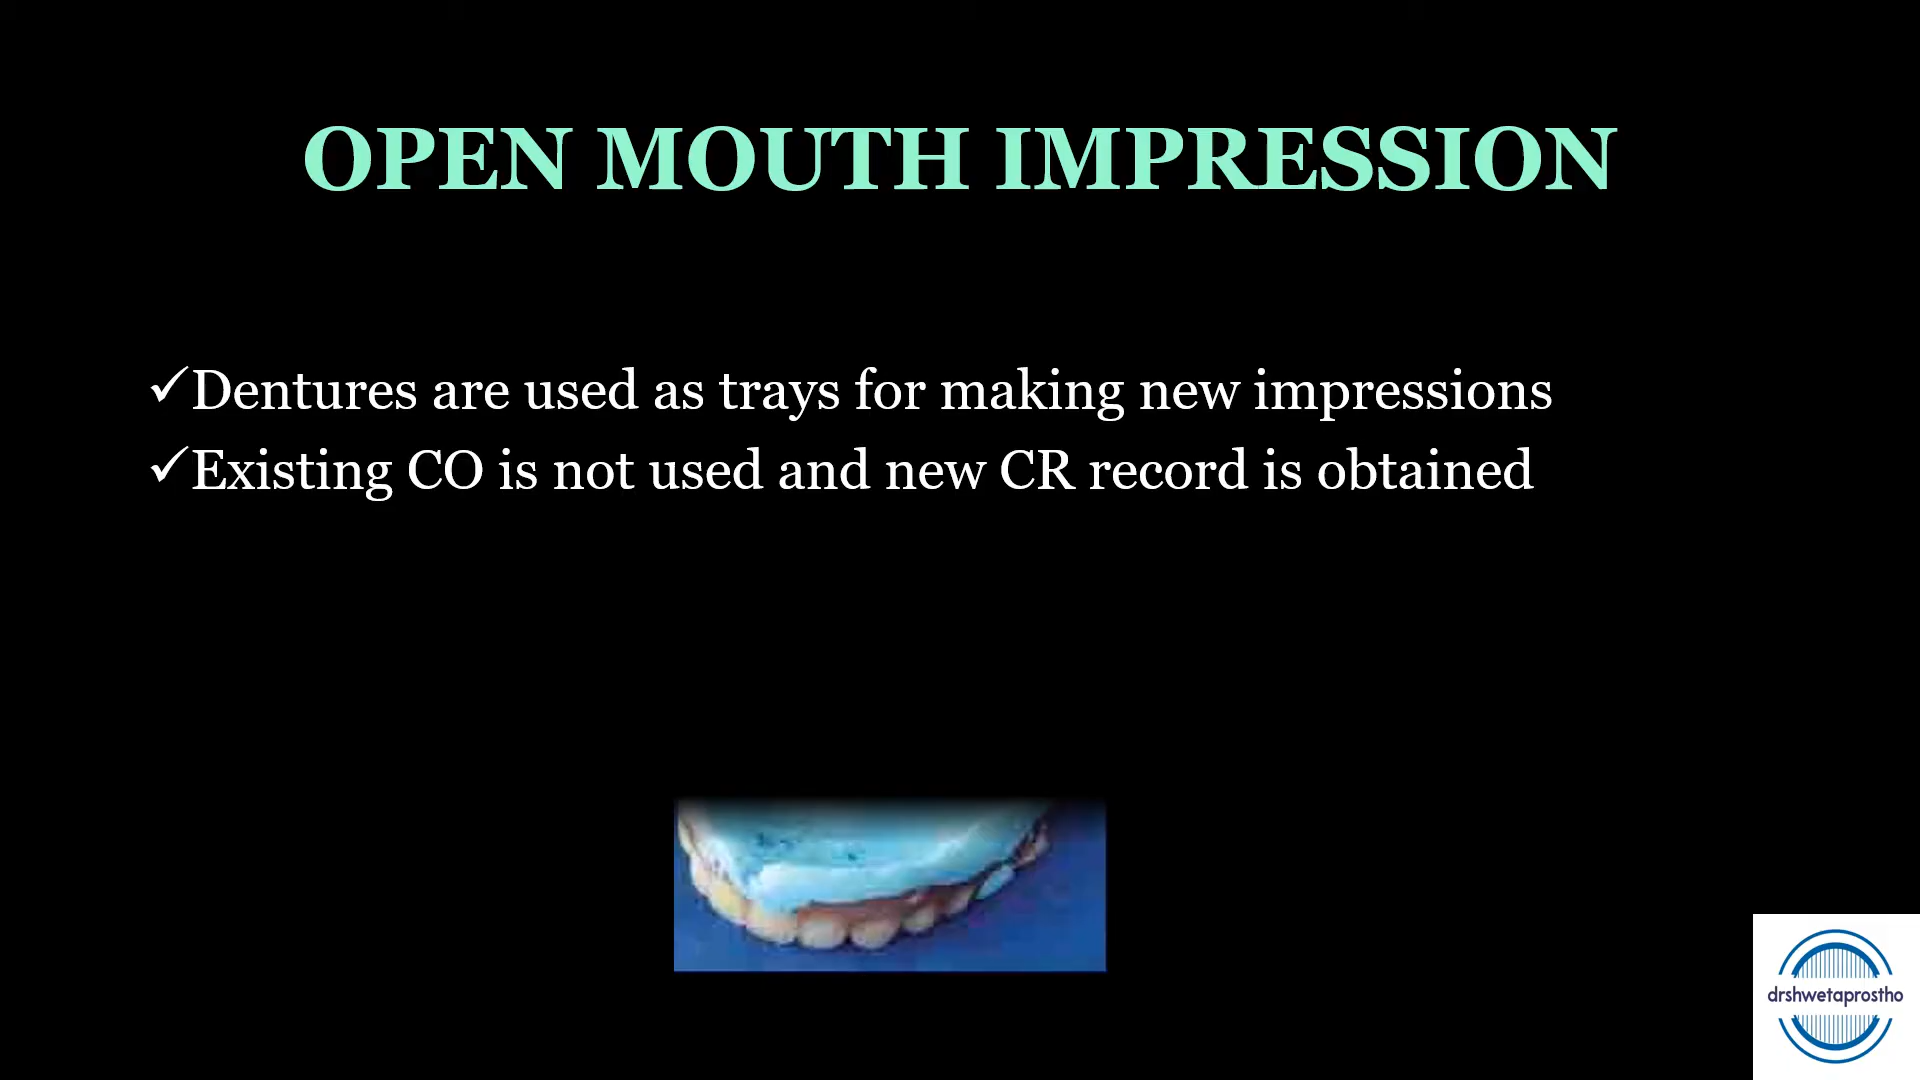 OPEN MOUTH IMPRESSION
✓Dentures are used as trays for making new impressions
✓Existing CO is not used and new CR record is obtained
drshwetaprostho